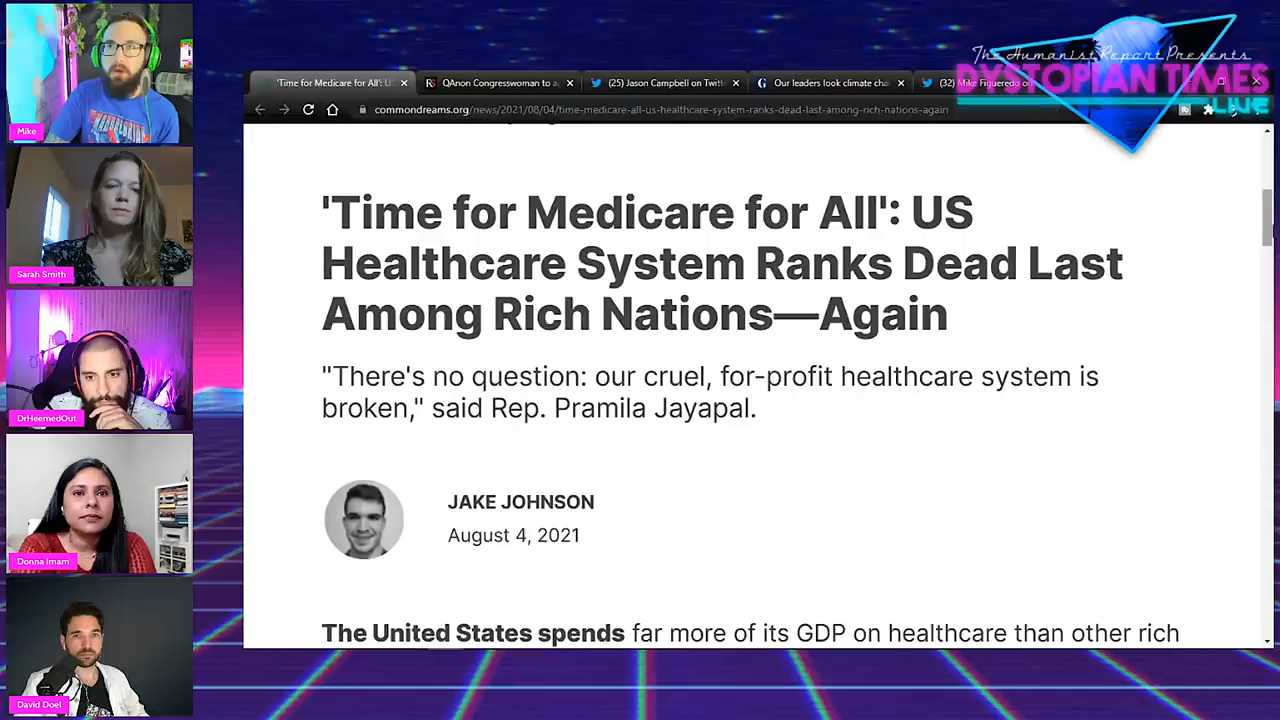 The Humanist Report Presents
DYSTOPIAN TIMES
LIVE
'Time for Medicare for All': U
QAnon Congresswoman to a
(25) Jason Campbell on Twitt
Our leaders look climate cha
(32) Mike Figueredo on
commondreams.org/news/2021/08/04/time-medicare-all-us-healthcare-system-ranks-dead-last-among-rich-nations-again
'Time for Medicare for All': US
Healthcare System Ranks Dead Last
Among Rich Nations—Again
"There's no question: our cruel, for-profit healthcare system is
broken," said Rep. Pramila Jayapal.
JAKE JOHNSON
August 4, 2021
The United States spends far more of its GDP on healthcare than other rich
Mike
Sarah Smith
DrHeemedOut
Donna Imam
David Doel